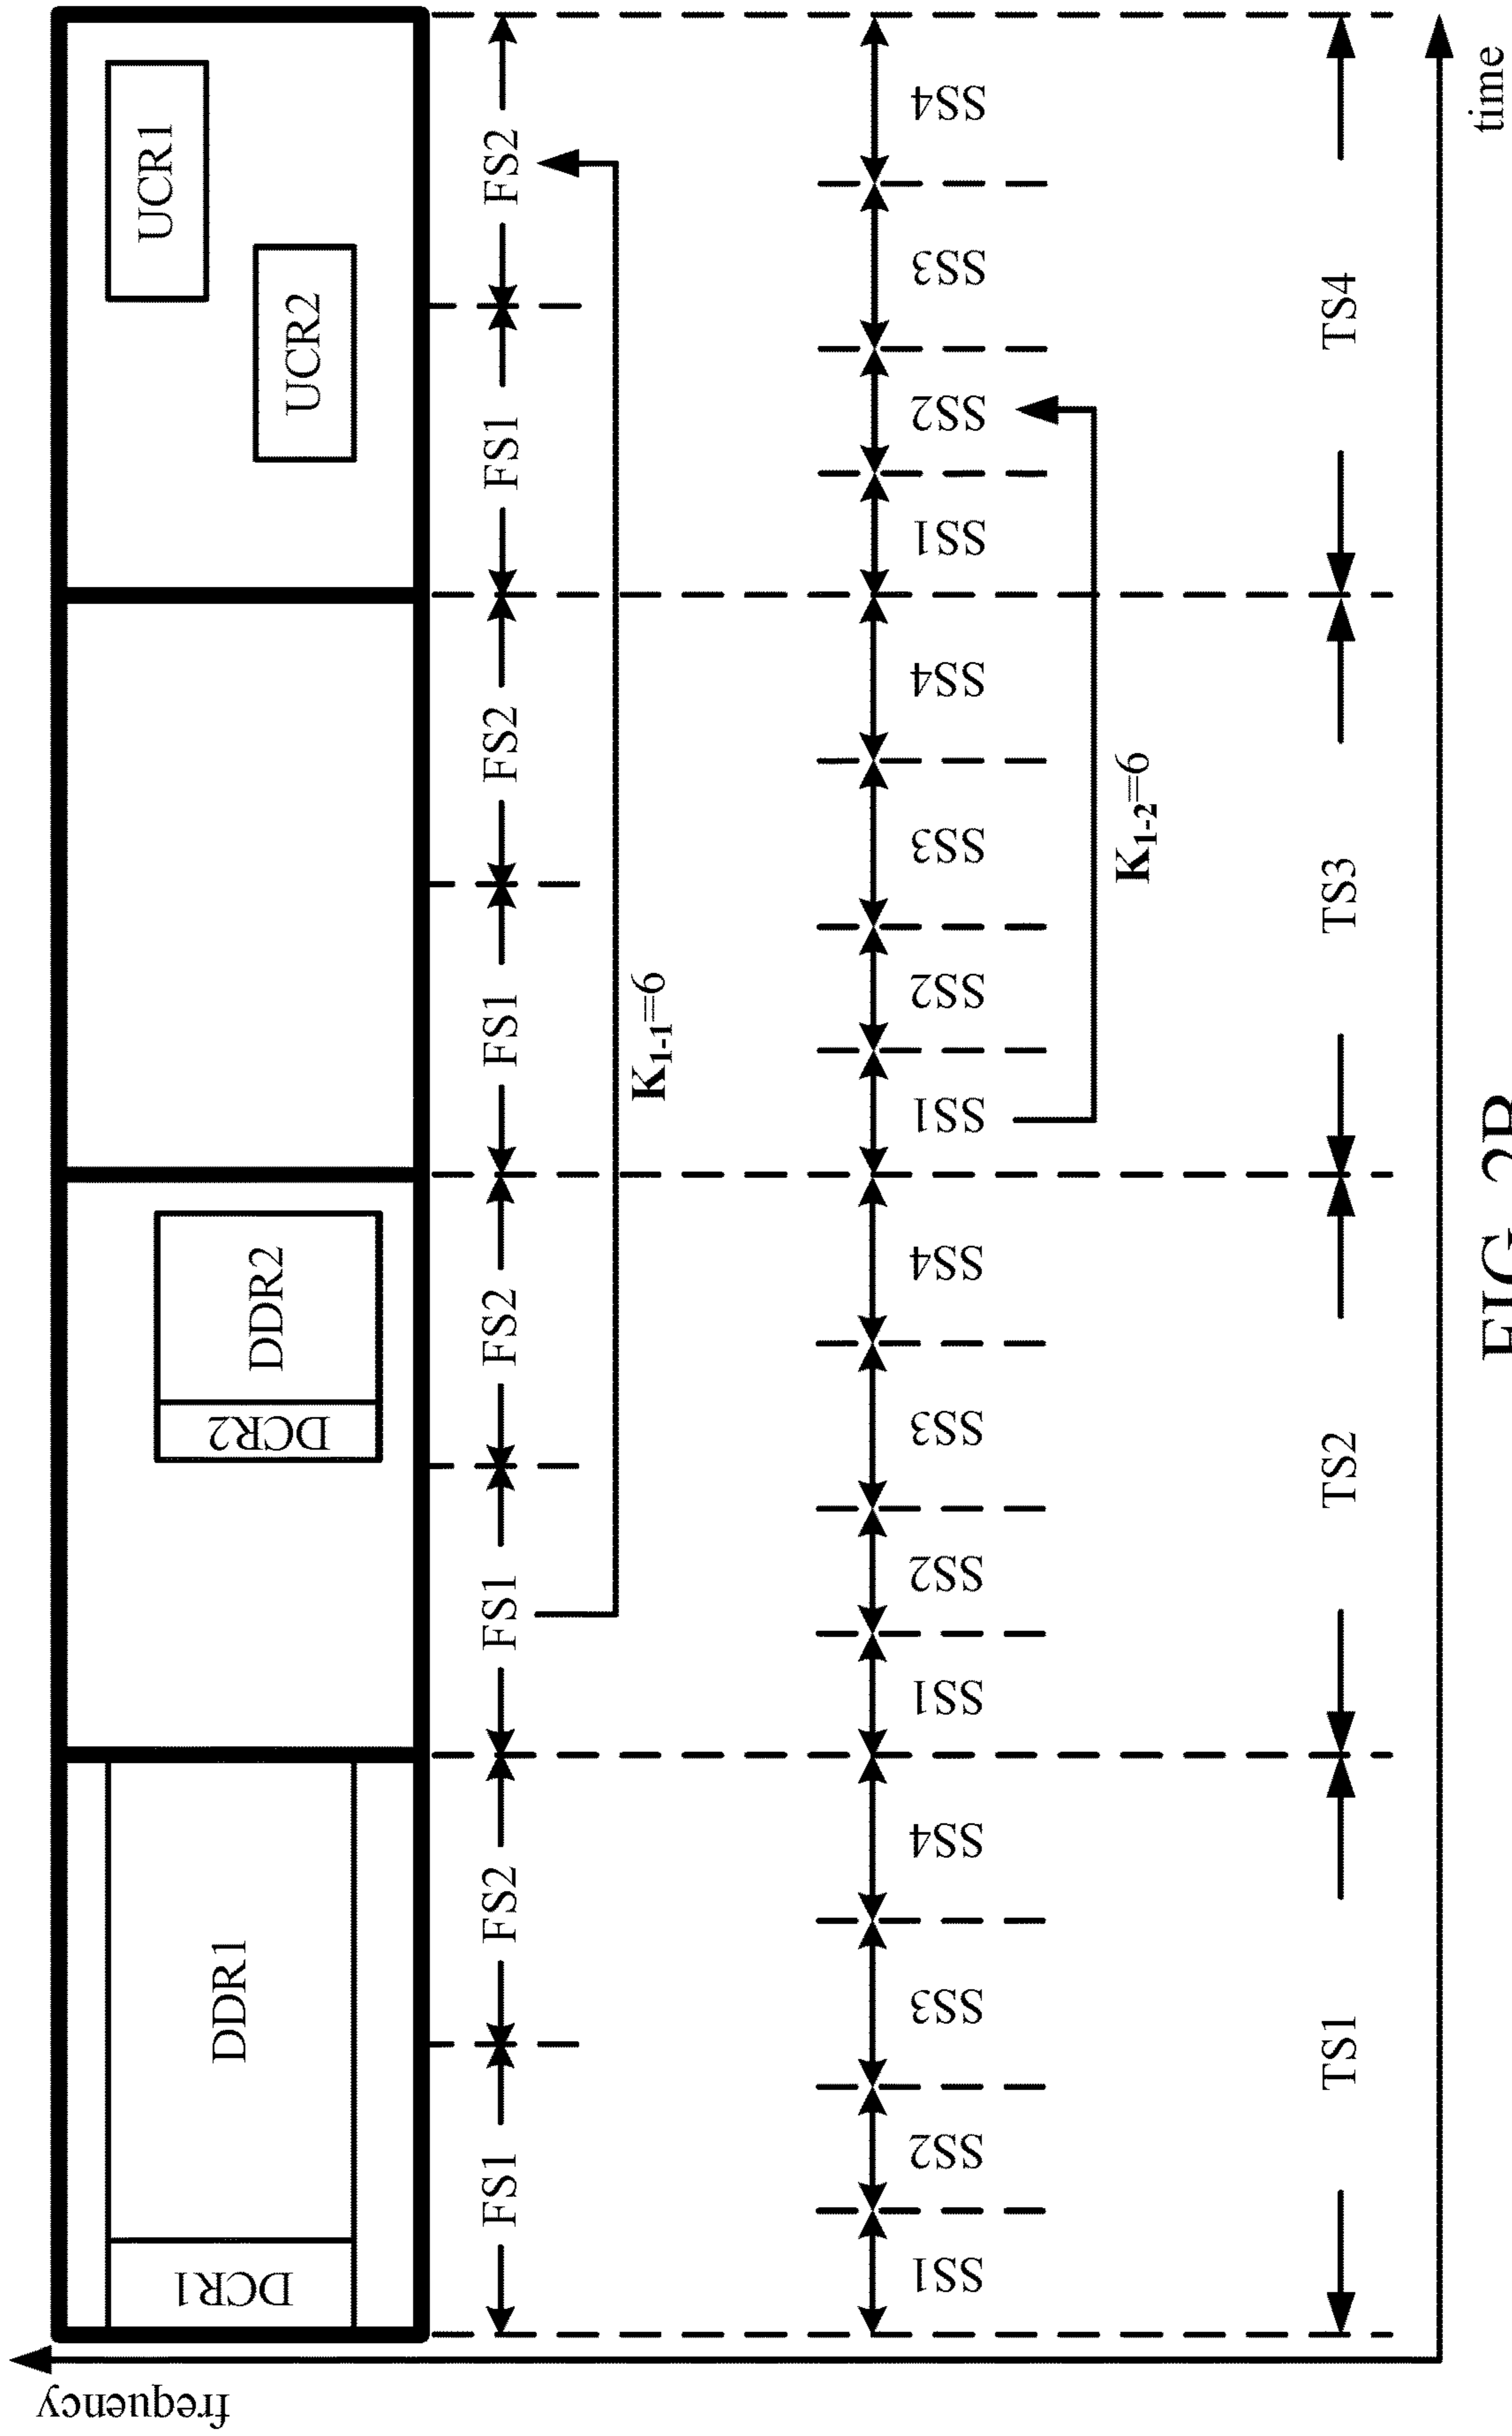 frequency
DCR1
DDR1
DCR2
DDR2
UCR2
UCR1
FS1 FS2 FS1 FS2 FS1 FS2 FS1 FS2
K1-1=6
SS1 SS2 SS3 SS4 SS1 SS2 SS3 SS4 SS1 SS2 SS3 SS4 SS1 SS2 SS3 SS4
K1-2=6
TS1 TS2 TS3 TS4
time
FIG. 2B